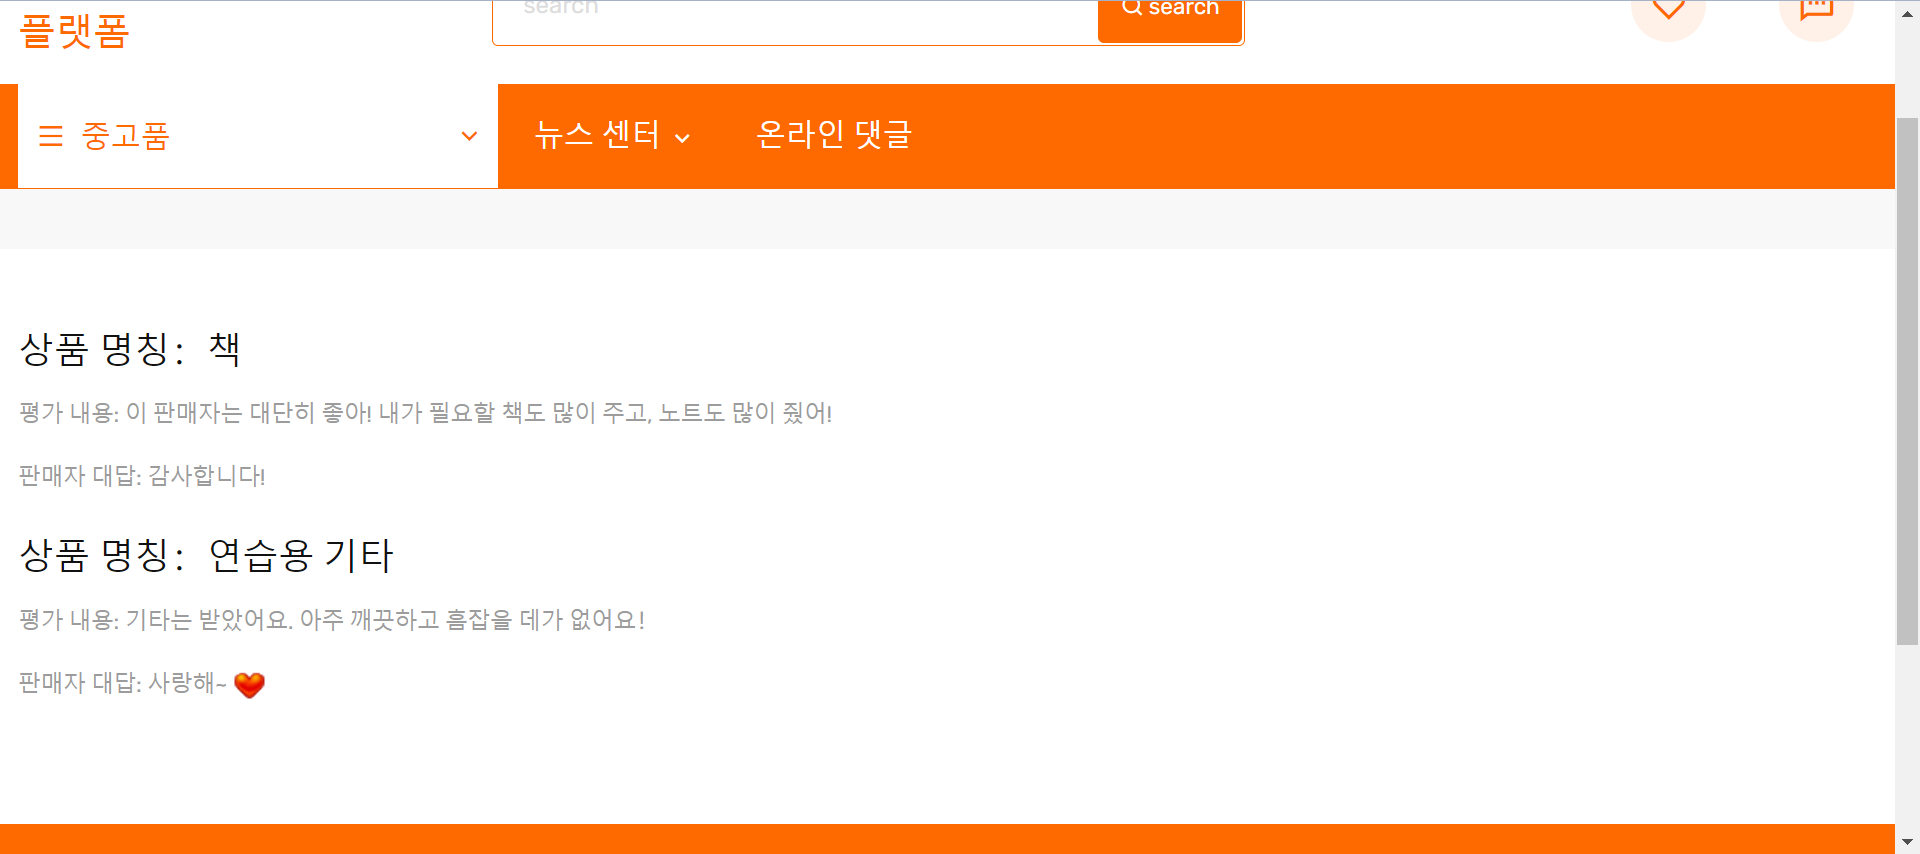 플랫폼
search
search
중고품
뉴스 센터
온라인 댓글
상품 명칭: 책
평가 내용: 이 판매자는 대단히 좋아! 내가 필요할 책도 많이 주고, 노트도 많이 줬어!
판매자 대답: 감사합니다!
상품 명칭: 연습용 기타
평가 내용: 기타는 받았어요. 아주 깨끗하고 흠잡을 데가 없어요!
판매자 대답: 사랑해~